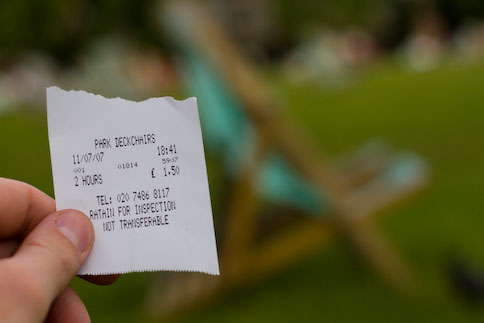 PARK DECKCHAIRS
11/07/07 18:41
001 01814 5907
2 HOURS £ 1.50
TEL: 020 7486 8117
RATAIN FOR INSPECTION
NOT TRANSFERABLE